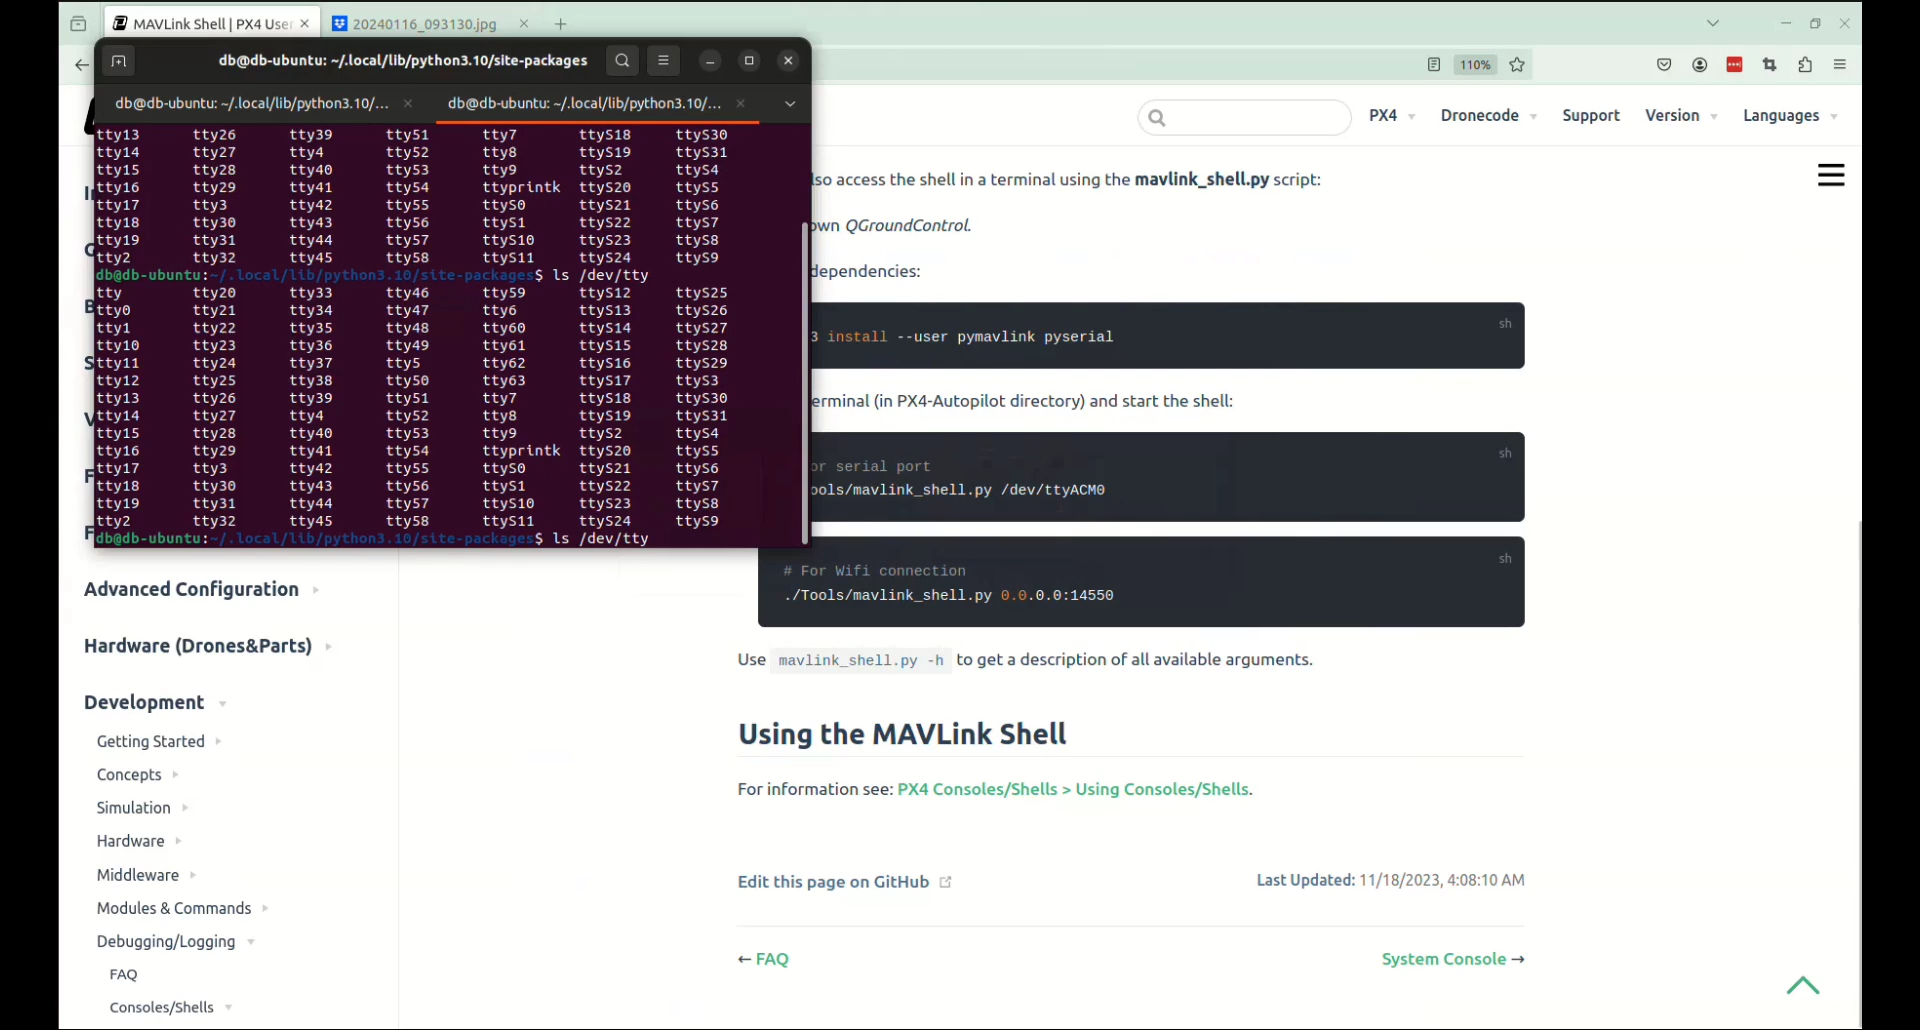 MAVLink Shell | PX4 User
20240116_093130.jpg
db@db-ubuntu: ~/.local/lib/python3.10/site-packages
110%
db@db-ubuntu: ~/.local/lib/python3.10/...
db@db-ubuntu: ~/.local/lib/python3.10/...
PX4
Dronecode
Support
Version
Languages
tty13 tty26 tty39 tty51 tty7 ttyS18 ttyS30
tty14 tty27 tty4 tty52 tty8 ttyS19 ttyS31
tty15 tty28 tty40 tty53 tty9 ttyS2 ttyS4
tty16 tty29 tty41 tty54 ttyprintk ttyS20 ttyS5
tty17 tty3 tty42 tty55 ttyS0 ttyS21 ttyS6
tty18 tty30 tty43 tty56 ttyS1 ttyS22 ttyS7
tty19 tty31 tty44 tty57 ttyS10 ttyS23 ttyS8
tty2 tty32 tty45 tty58 ttyS11 ttyS24 ttyS9
db@db-ubuntu:~/.local/lib/python3.10/site-packages$ ls /dev/tty
tty tty20 tty33 tty46 tty59 ttyS12 ttyS25
tty0 tty21 tty34 tty47 tty6 ttyS13 ttyS26
tty1 tty22 tty35 tty48 tty60 ttyS14 ttyS27
tty10 tty23 tty36 tty49 tty61 ttyS15 ttyS28
tty11 tty24 tty37 tty5 tty62 ttyS16 ttyS29
tty12 tty25 tty38 tty50 tty63 ttyS17 ttyS3
tty13 tty26 tty39 tty51 tty7 ttyS18 ttyS30
tty14 tty27 tty4 tty52 tty8 ttyS19 ttyS31
tty15 tty28 tty40 tty53 tty9 ttyS2 ttyS4
tty16 tty29 tty41 tty54 ttyprintk ttyS20 ttyS5
tty17 tty3 tty42 tty55 ttyS0 ttyS21 ttyS6
tty18 tty30 tty43 tty56 ttyS1 ttyS22 ttyS7
tty19 tty31 tty44 tty57 ttyS10 ttyS23 ttyS8
tty2 tty32 tty45 tty58 ttyS11 ttyS24 ttyS9
db@db-ubuntu:~/.local/lib/python3.10/site-packages$ ls /dev/tty
lso access the shell in a terminal using the mavlink_shell.py script:
own QGroundControl.
dependencies:
sh
3 install --user pymavlink pyserial
erminal (in PX4-Autopilot directory) and start the shell:
sh
or serial port
ools/mavlink_shell.py /dev/ttyACM0
sh
# For Wifi connection
./Tools/mavlink_shell.py 0.0.0.0:14550
Use mavlink_shell.py -h to get a description of all available arguments.
Using the MAVLink Shell
For information see: PX4 Consoles/Shells > Using Consoles/Shells.
Edit this page on GitHub
Last Updated: 11/18/2023, 4:08:10 AM
← FAQ
System Console →
Advanced Configuration
Hardware (Drones&Parts)
Development
Getting Started
Concepts
Simulation
Hardware
Middleware
Modules & Commands
Debugging/Logging
FAQ
Consoles/Shells